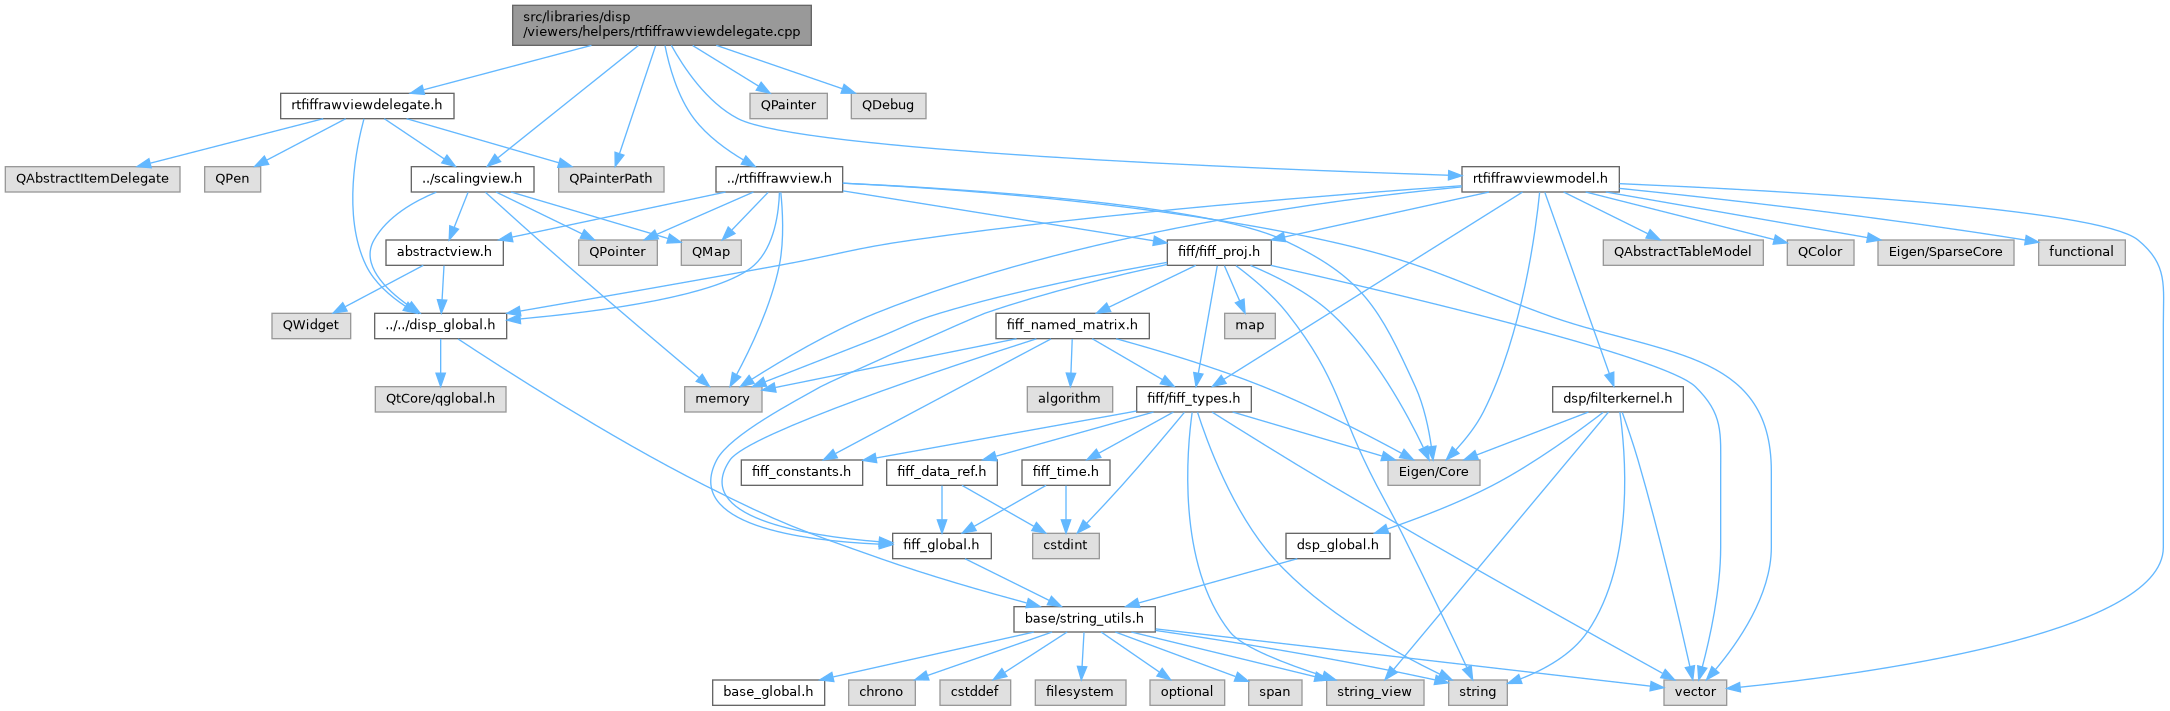 src/libraries/disp
/viewers/helpers/rtfiffrawviewdelegate.cpp
rtfiffrawviewdelegate.h
QPainter
QDebug
QAbstractItemDelegate
QPen
../scalingview.h
QPainterPath
../rtfiffrawview.h
rtfiffrawviewmodel.h
abstractview.h
QPointer
QMap
fiff/fiff_proj.h
QAbstractTableModel
QColor
Eigen/SparseCore
functional
QWidget
../../disp_global.h
fiff_named_matrix.h
map
QtCore/qglobal.h
memory
algorithm
fiff/fiff_types.h
dsp/filterkernel.h
fiff_constants.h
fiff_data_ref.h
fiff_time.h
Eigen/Core
fiff_global.h
cstdint
dsp_global.h
base/string_utils.h
base_global.h
chrono
cstddef
filesystem
optional
span
string_view
string
vector